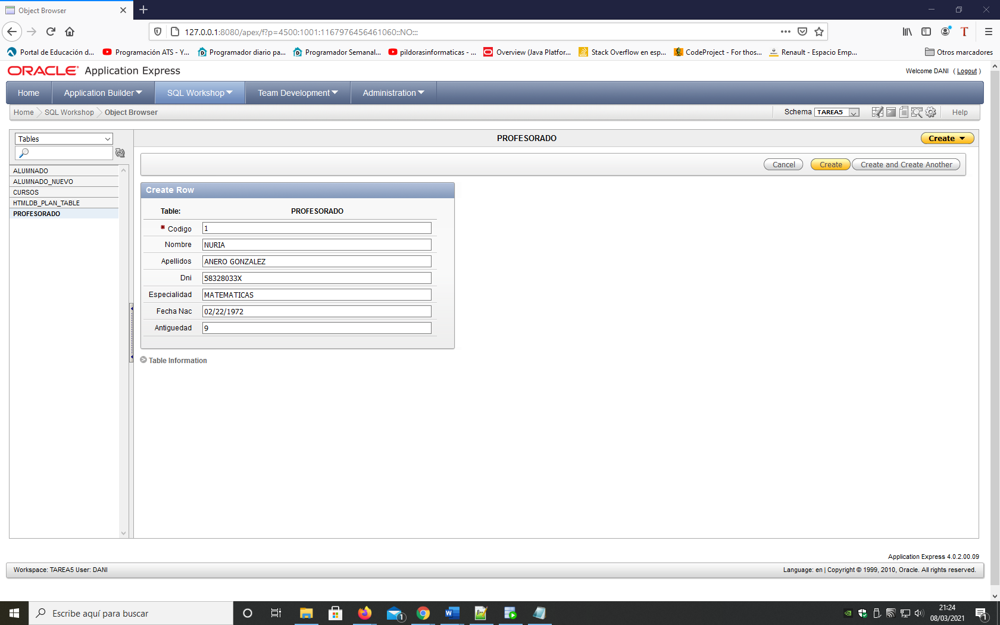 Object Browser
127.0.0.1:8080/apex/f?p=4500:1001:1167976456461060::NO:::
Portal de Educación d... Programación ATS - Y... Programador diario pa... Programador Semanal... pildorasinformaticas - ... Overview (Java Platfor... Stack Overflow en esp... CodeProject - For thos... Renault - Espacio Emp... Otros marcadores
ORACLE Application Express
Welcome DANI ( Logout )
Home Application Builder SQL Workshop Team Development Administration
Home SQL Workshop Object Browser
Schema TAREA5 Help
Tables
PROFESORADO
Create
Cancel Create Create and Create Another
ALUMNADO
ALUMNADO_NUEVO
CURSOS
HTMLDB_PLAN_TABLE
PROFESORADO
Create Row
Table: PROFESORADO
* Codigo 1
Nombre NURIA
Apellidos ANERO GONZALEZ
Dni 58328033X
Especialidad MATEMATICAS
Fecha Nac 02/22/1972
Antiguedad 9
Table Information
Application Express 4.0.2.00.09
Workspace: TAREA5 User: DANI
Language: en | Copyright © 1999, 2010, Oracle. All rights reserved.
Escribe aquí para buscar
1
21:24
08/03/2021
1